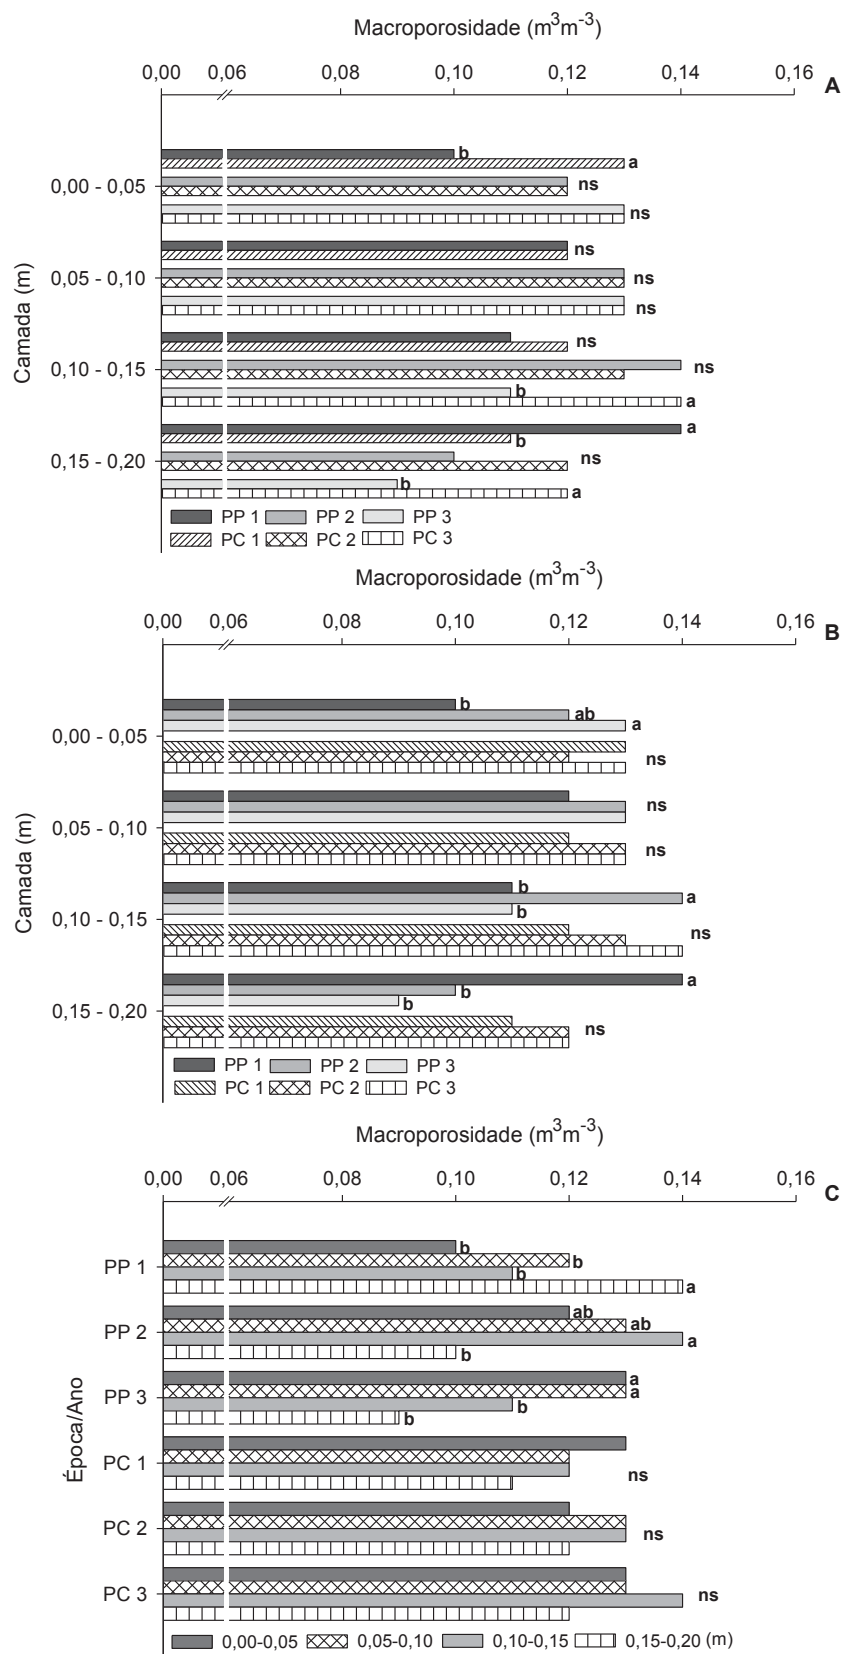 Macroporosidade (m³m⁻³)
0,00 0,06 0,08 0,10 0,12 0,14 0,16
A
b
a
0,00 - 0,05
ns
ns
ns
0,05 - 0,10
ns
ns
ns
0,10 - 0,15
ns
b
a
a
b
0,15 - 0,20
ns
b
a
PP 1 PP 2 PP 3
PC 1 PC 2 PC 3
Camada (m)
Macroporosidade (m³m⁻³)
0,00 0,06 0,08 0,10 0,12 0,14 0,16
B
b
ab
a
0,00 - 0,05
ns
ns
0,05 - 0,10
ns
b
a
b
0,10 - 0,15
ns
a
b
b
0,15 - 0,20
ns
PP 1 PP 2 PP 3
PC 1 PC 2 PC 3
Camada (m)
Macroporosidade (m³m⁻³)
0,00 0,06 0,08 0,10 0,12 0,14 0,16
C
b
PP 1 b
b
a
ab
PP 2 ab
a
b
a
PP 3 a
b
b
PC 1 ns
PC 2 ns
PC 3 ns
Época/Ano
0,00-0,05 0,05-0,10 0,10-0,15 0,15-0,20 (m)